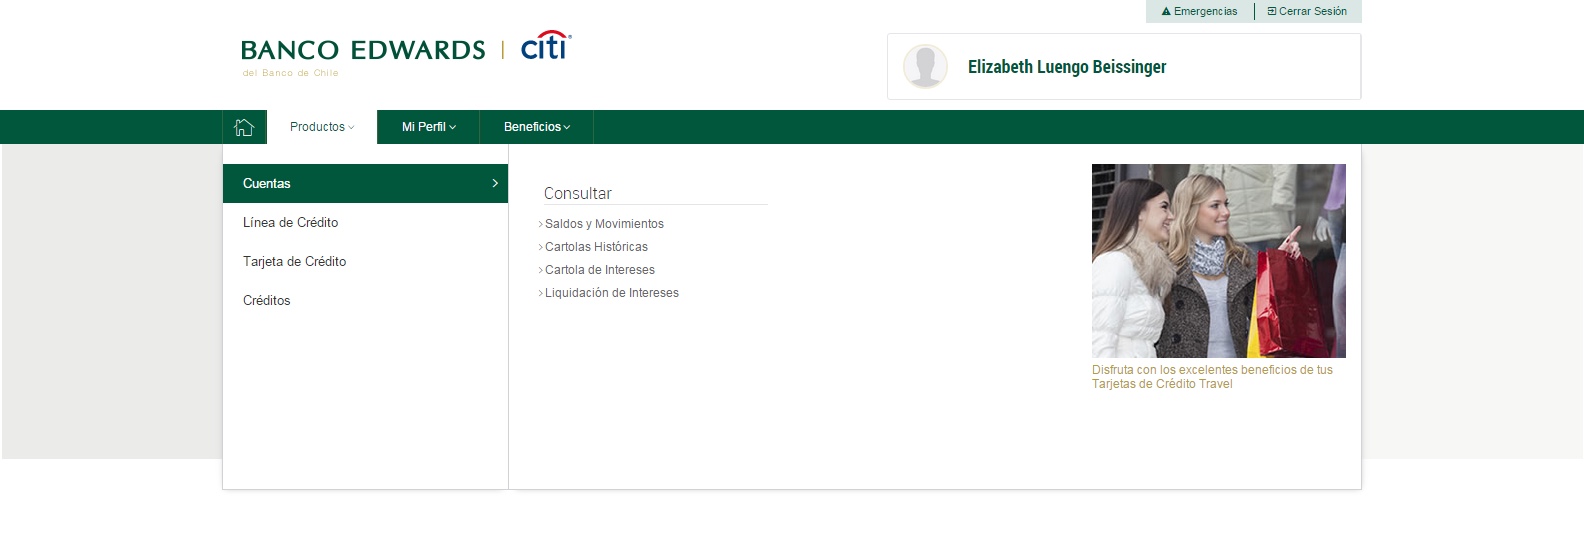 Emergencias
Cerrar Sesión
BANCO EDWARDS | citi®
del Banco de Chile
Elizabeth Luengo Beissinger
Productos
Mi Perfil
Beneficios
Cuentas
Línea de Crédito
Tarjeta de Crédito
Créditos
Consultar
Saldos y Movimientos
Cartolas Históricas
Cartola de Intereses
Liquidación de Intereses
Disfruta con los excelentes beneficios de tus
Tarjetas de Crédito Travel